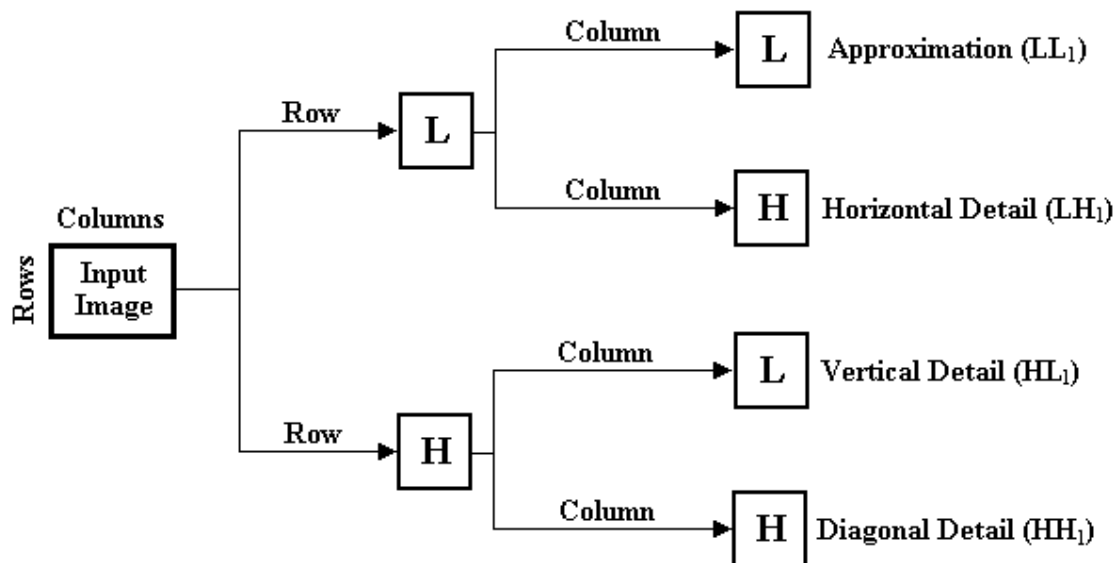 Column
L Approximation (LL₁)
Row
L
Column
H Horizontal Detail (LH₁)
Columns
Rows
Input
Image
Column
L Vertical Detail (HL₁)
Row
H
Column
H Diagonal Detail (HH₁)